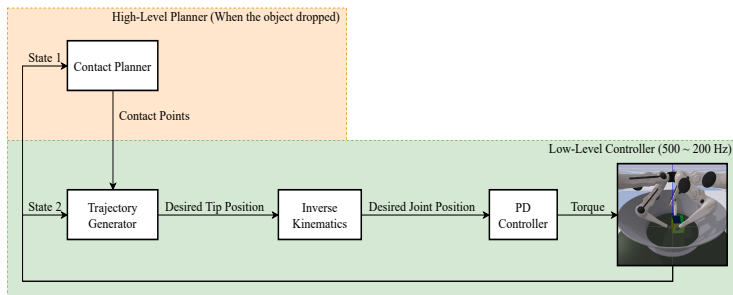 High-Level Planner (When the object dropped)
State 1
Contact Planner
Contact Points
Low-Level Controller (500 ~ 200 Hz)
State 2
Trajectory
Generator
Desired Tip Position
Inverse
Kinematics
Desired Joint Position
PD
Controller
Torque